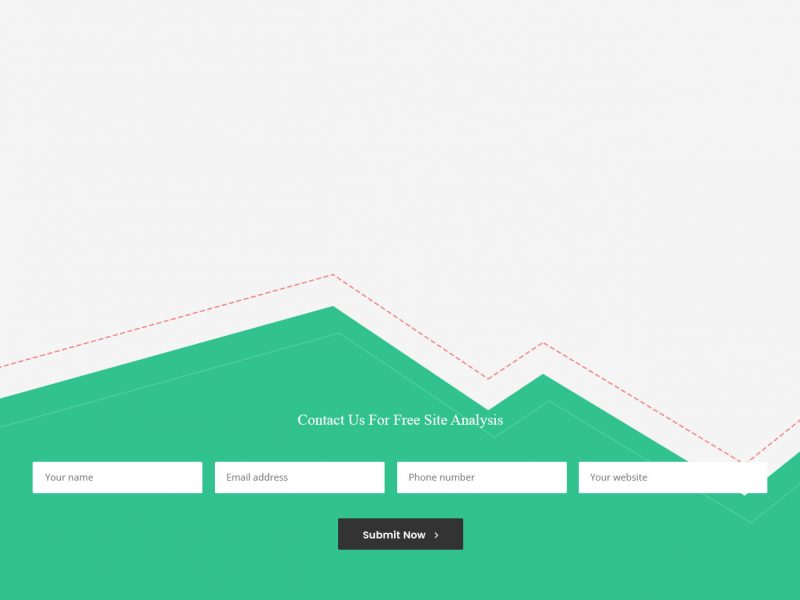 Contact Us For Free Site Analysis
Your name
Email address
Phone number
Your website
Submit Now